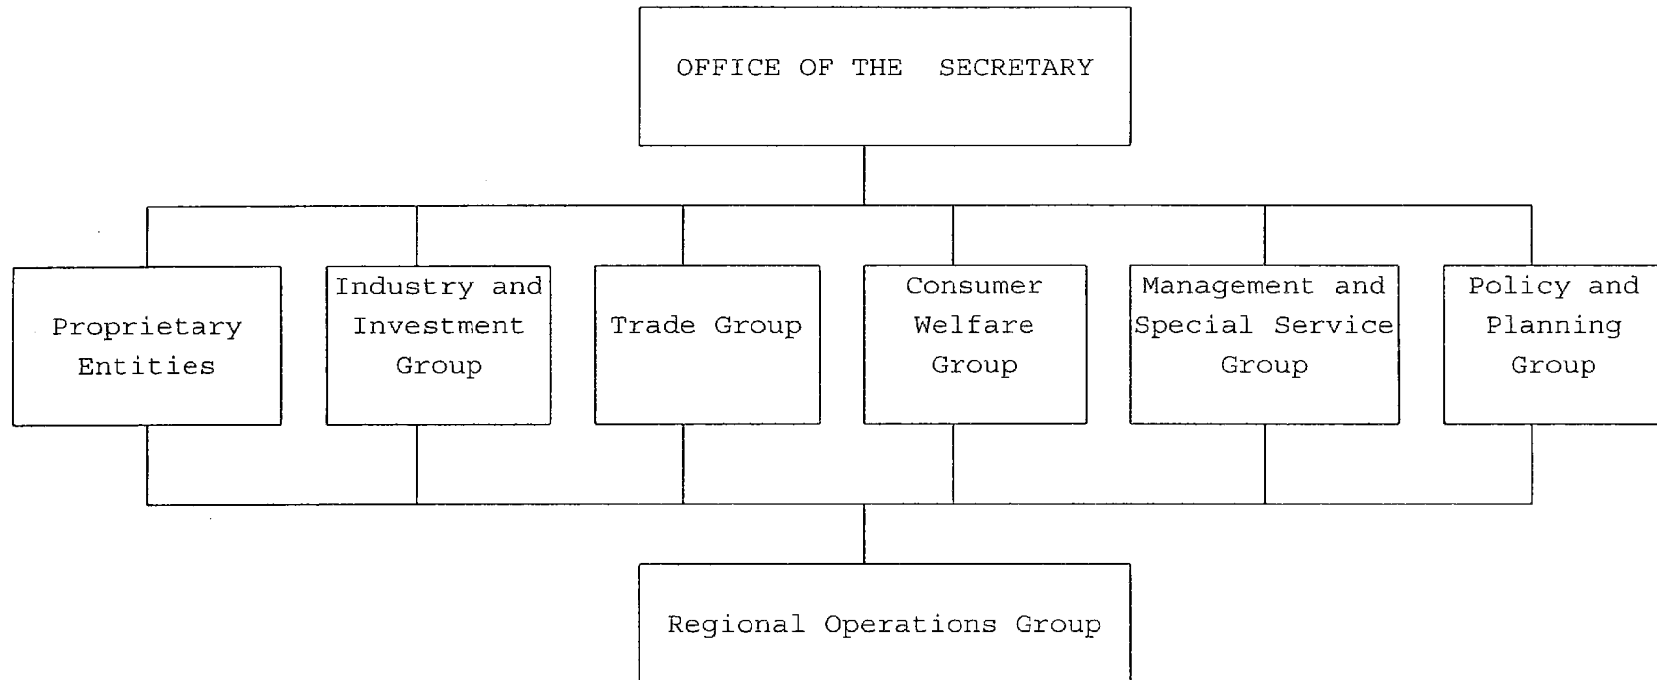 OFFICE OF THE SECRETARY
Proprietary
Entities
Industry and
Investment
Group
Trade Group
Consumer
Welfare
Group
Management and
Special Service
Group
Policy and
Planning
Group
Regional Operations Group